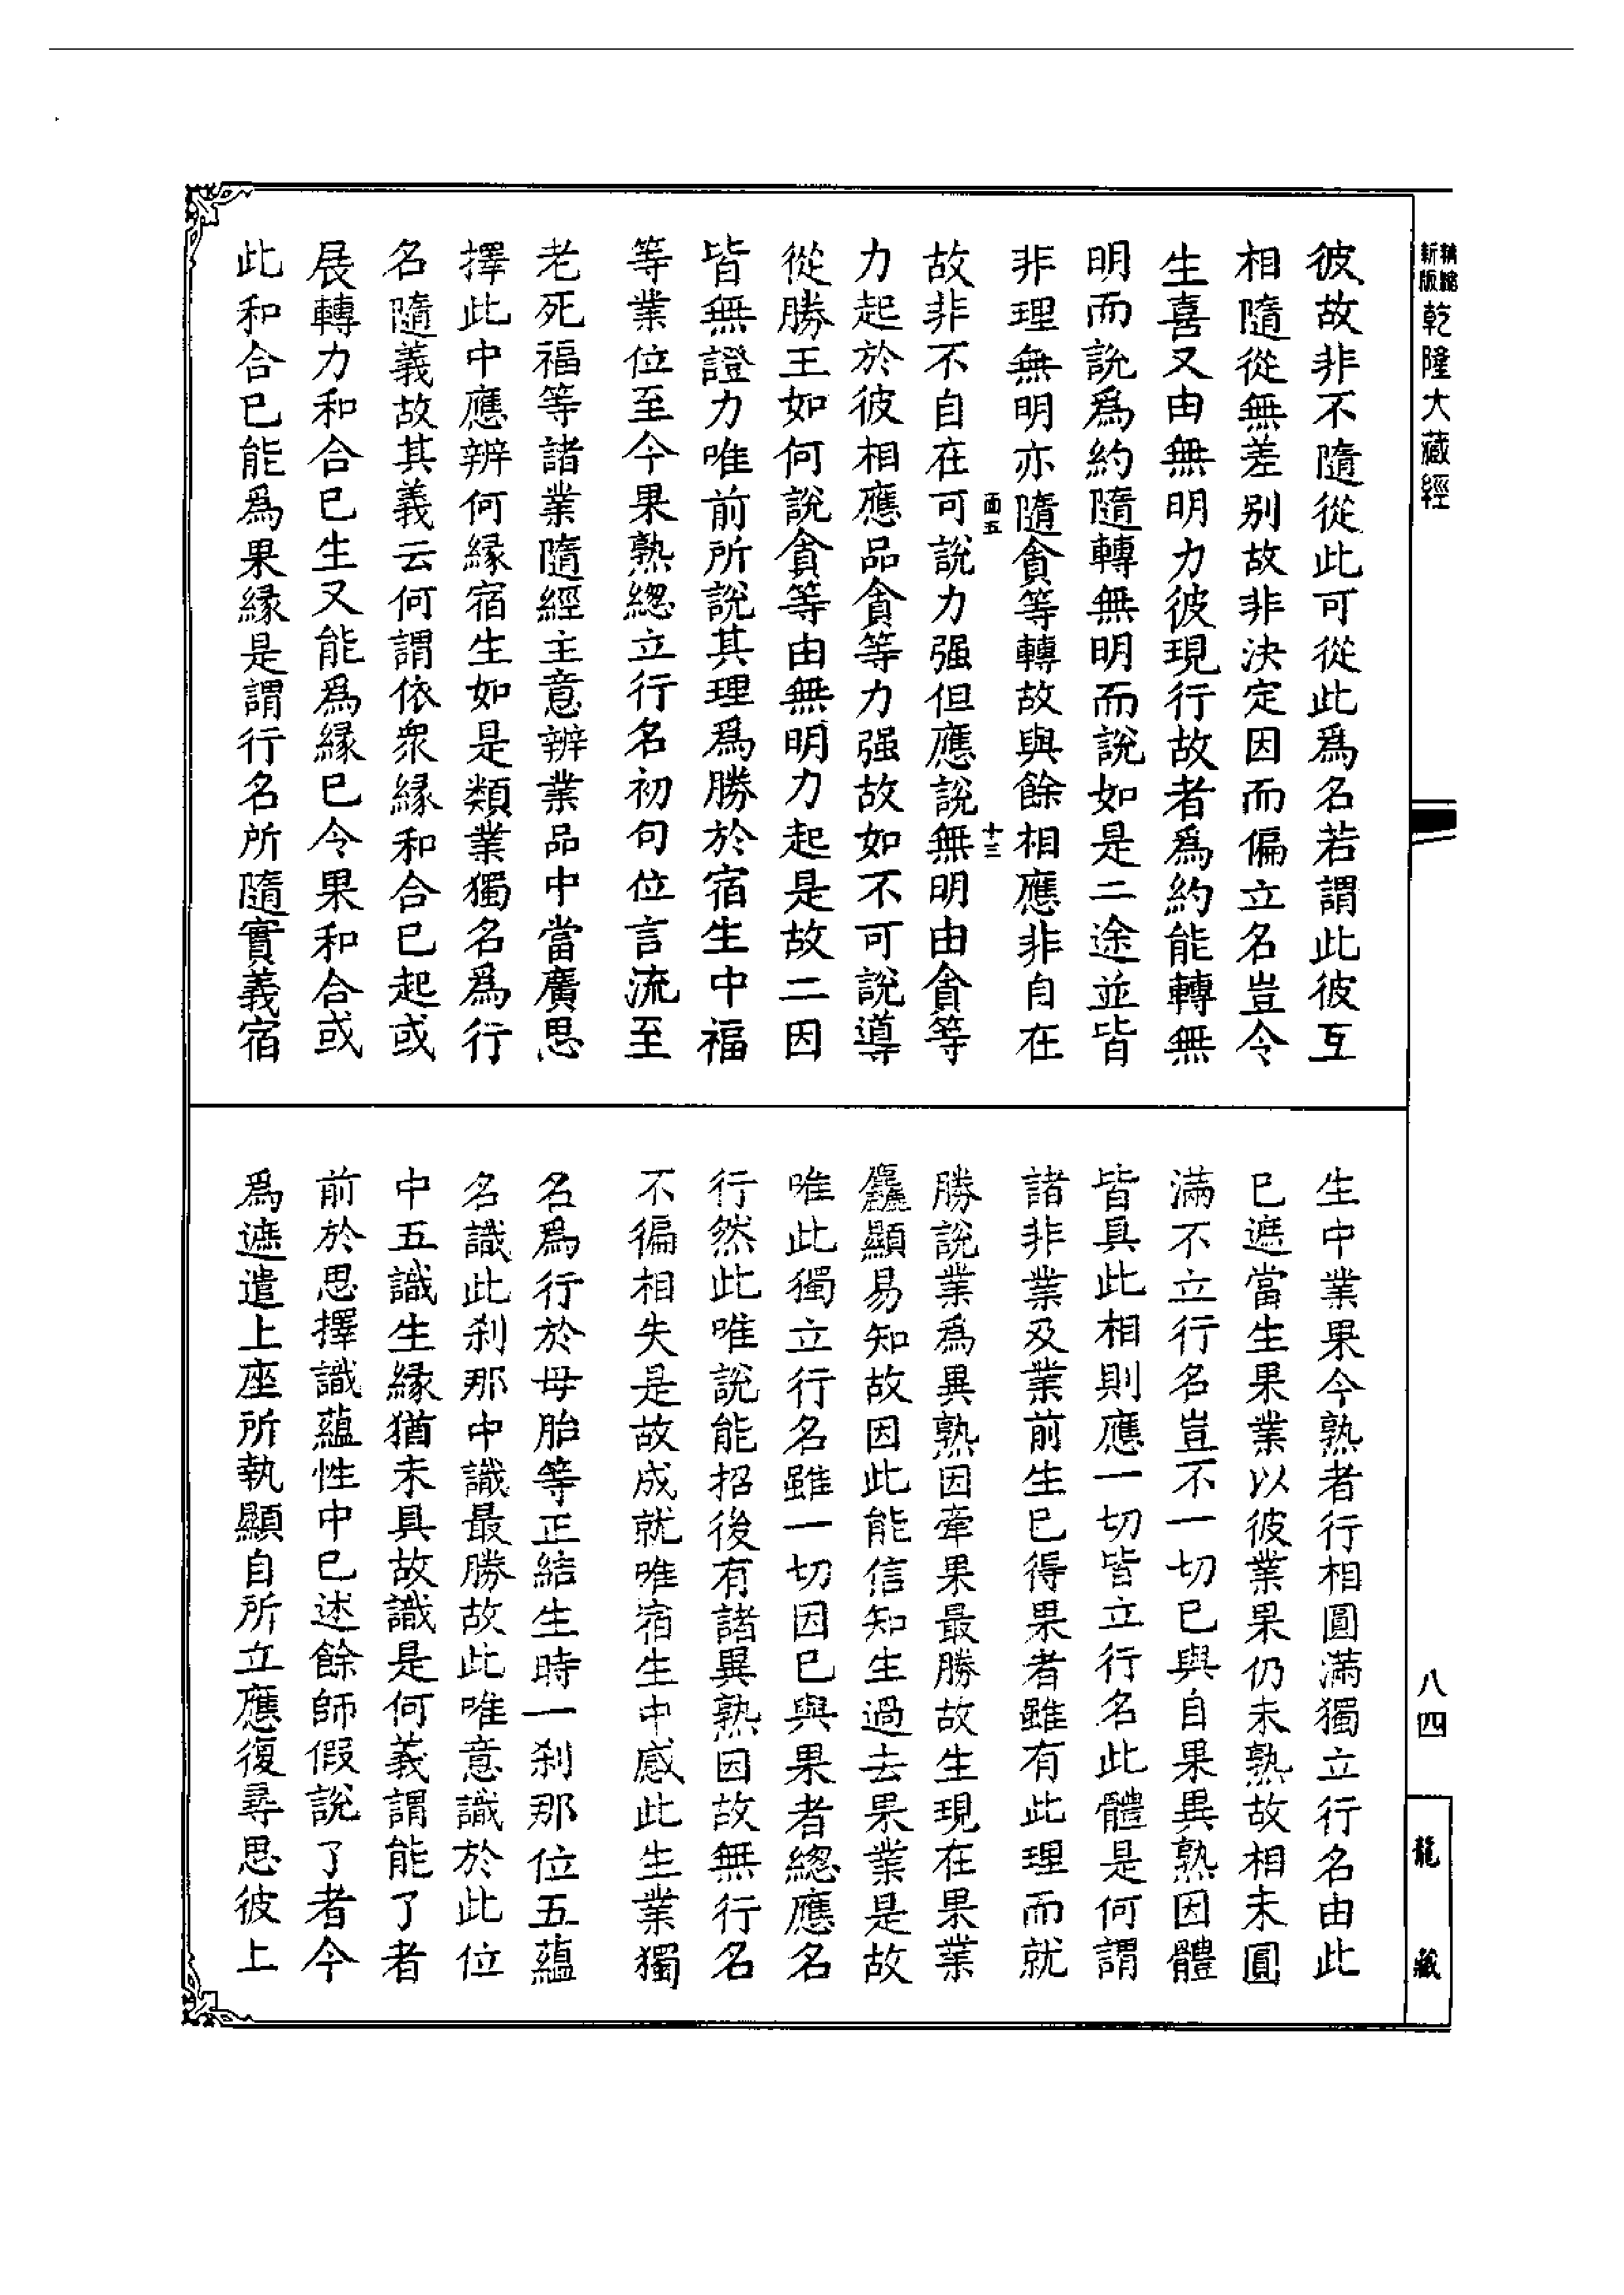 精縮新版 乾隆大藏經
彼故非不隨從此可從此爲名若謂此彼互
相隨從無差别故非決定因而偏立名豈令
生喜又由無明力彼現行故者爲約能轉無
明而說爲約隨轉無明而說如是二途並皆
非理無明亦隨貪等轉故與餘相應非自在
面五 十三
故非不自在可說力强但應說無明由貪等
力起於彼相應品貪等力强故如不可說導
從勝王如何說貪等由無明力起是故二因
皆無證力唯前所說其理爲勝於宿生中福
等業位至今果熟總立行名初句位言流至
老死福等諸業隨經主意辨業品中當廣思
擇此中應辨何緣宿生如是類業獨名爲行
名隨義故其義云何謂依衆緣和合已起或
展轉力和合已生又能爲緣已令果和合或
此和合已能爲果緣是謂行名所隨實義宿
生中業果今熟者行相圓滿獨立行名由此
已遮當生果業以彼業果仍未熟故相未圓
滿不立行名豈不一切已與自果異熟因體
皆具此相則應一切皆立行名此體是何謂
諸非業及業前生已得果者雖有此理而就
勝說業爲異熟因牽果最勝故生現在果業
麤顯易知故因此能信知生過去果業是故
唯此獨立行名雖一切因已與果者總應名
行然此唯說能招後有諸異熟因故無行名
不徧相失是故成就唯宿生中感此生業獨
名爲行於母胎等正結生時一刹那位五蘊
名識此刹那中識最勝故此唯意識於此位
中五識生緣猶未具故識是何義謂能了者
前於思擇識蘊性中已述餘師假說了者今
爲遮遣上座所執顯自所立應復尋思彼上
八四
龍藏